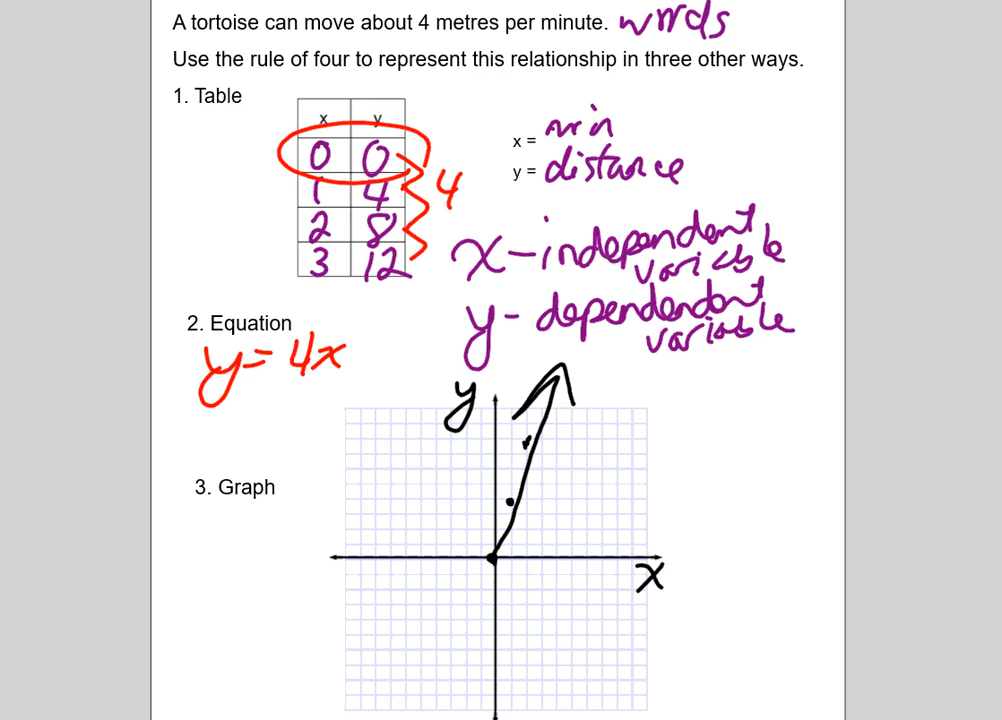 A tortoise can move about 4 metres per minute. words
Use the rule of four to represent this relationship in three other ways.
1. Table
x y
0 0
1 4
2 8
3 12
4
x = min
y = distance
x - independent
variable
y - dependendont
variable
2. Equation
y = 4x
y
3. Graph
x